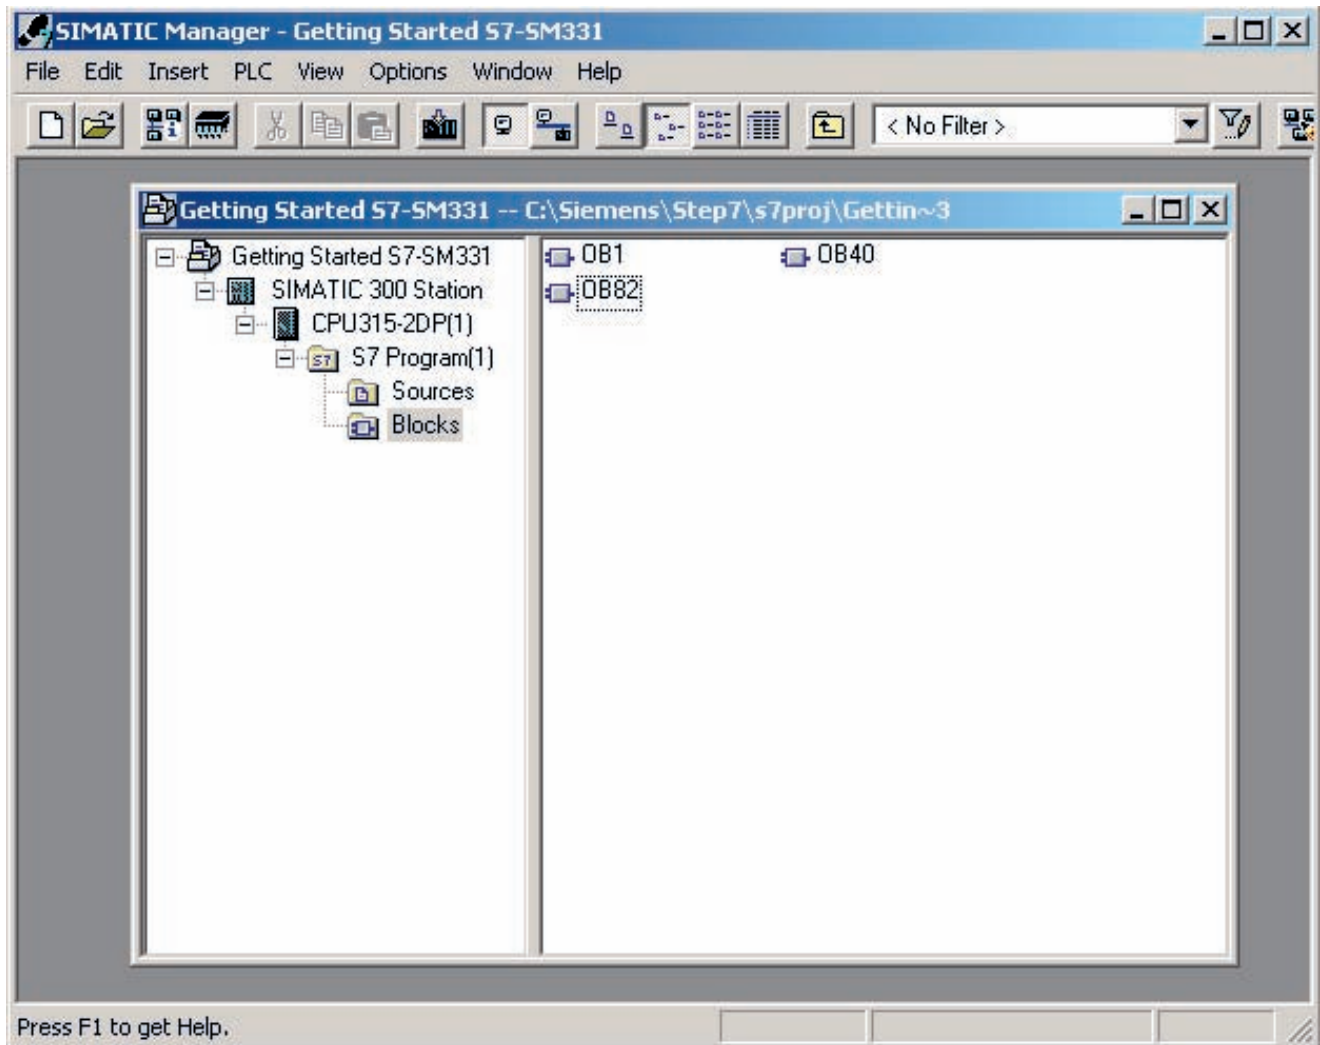 SIMATIC Manager - Getting Started S7-SM331
File Edit Insert PLC View Options Window Help
< No Filter >
Getting Started S7-SM331 -- C:\Siemens\Step7\s7proj\Gettin~3
Getting Started S7-SM331
SIMATIC 300 Station
CPU315-2DP(1)
S7 Program(1)
Sources
Blocks
OB1 OB40
OB82
Press F1 to get Help.